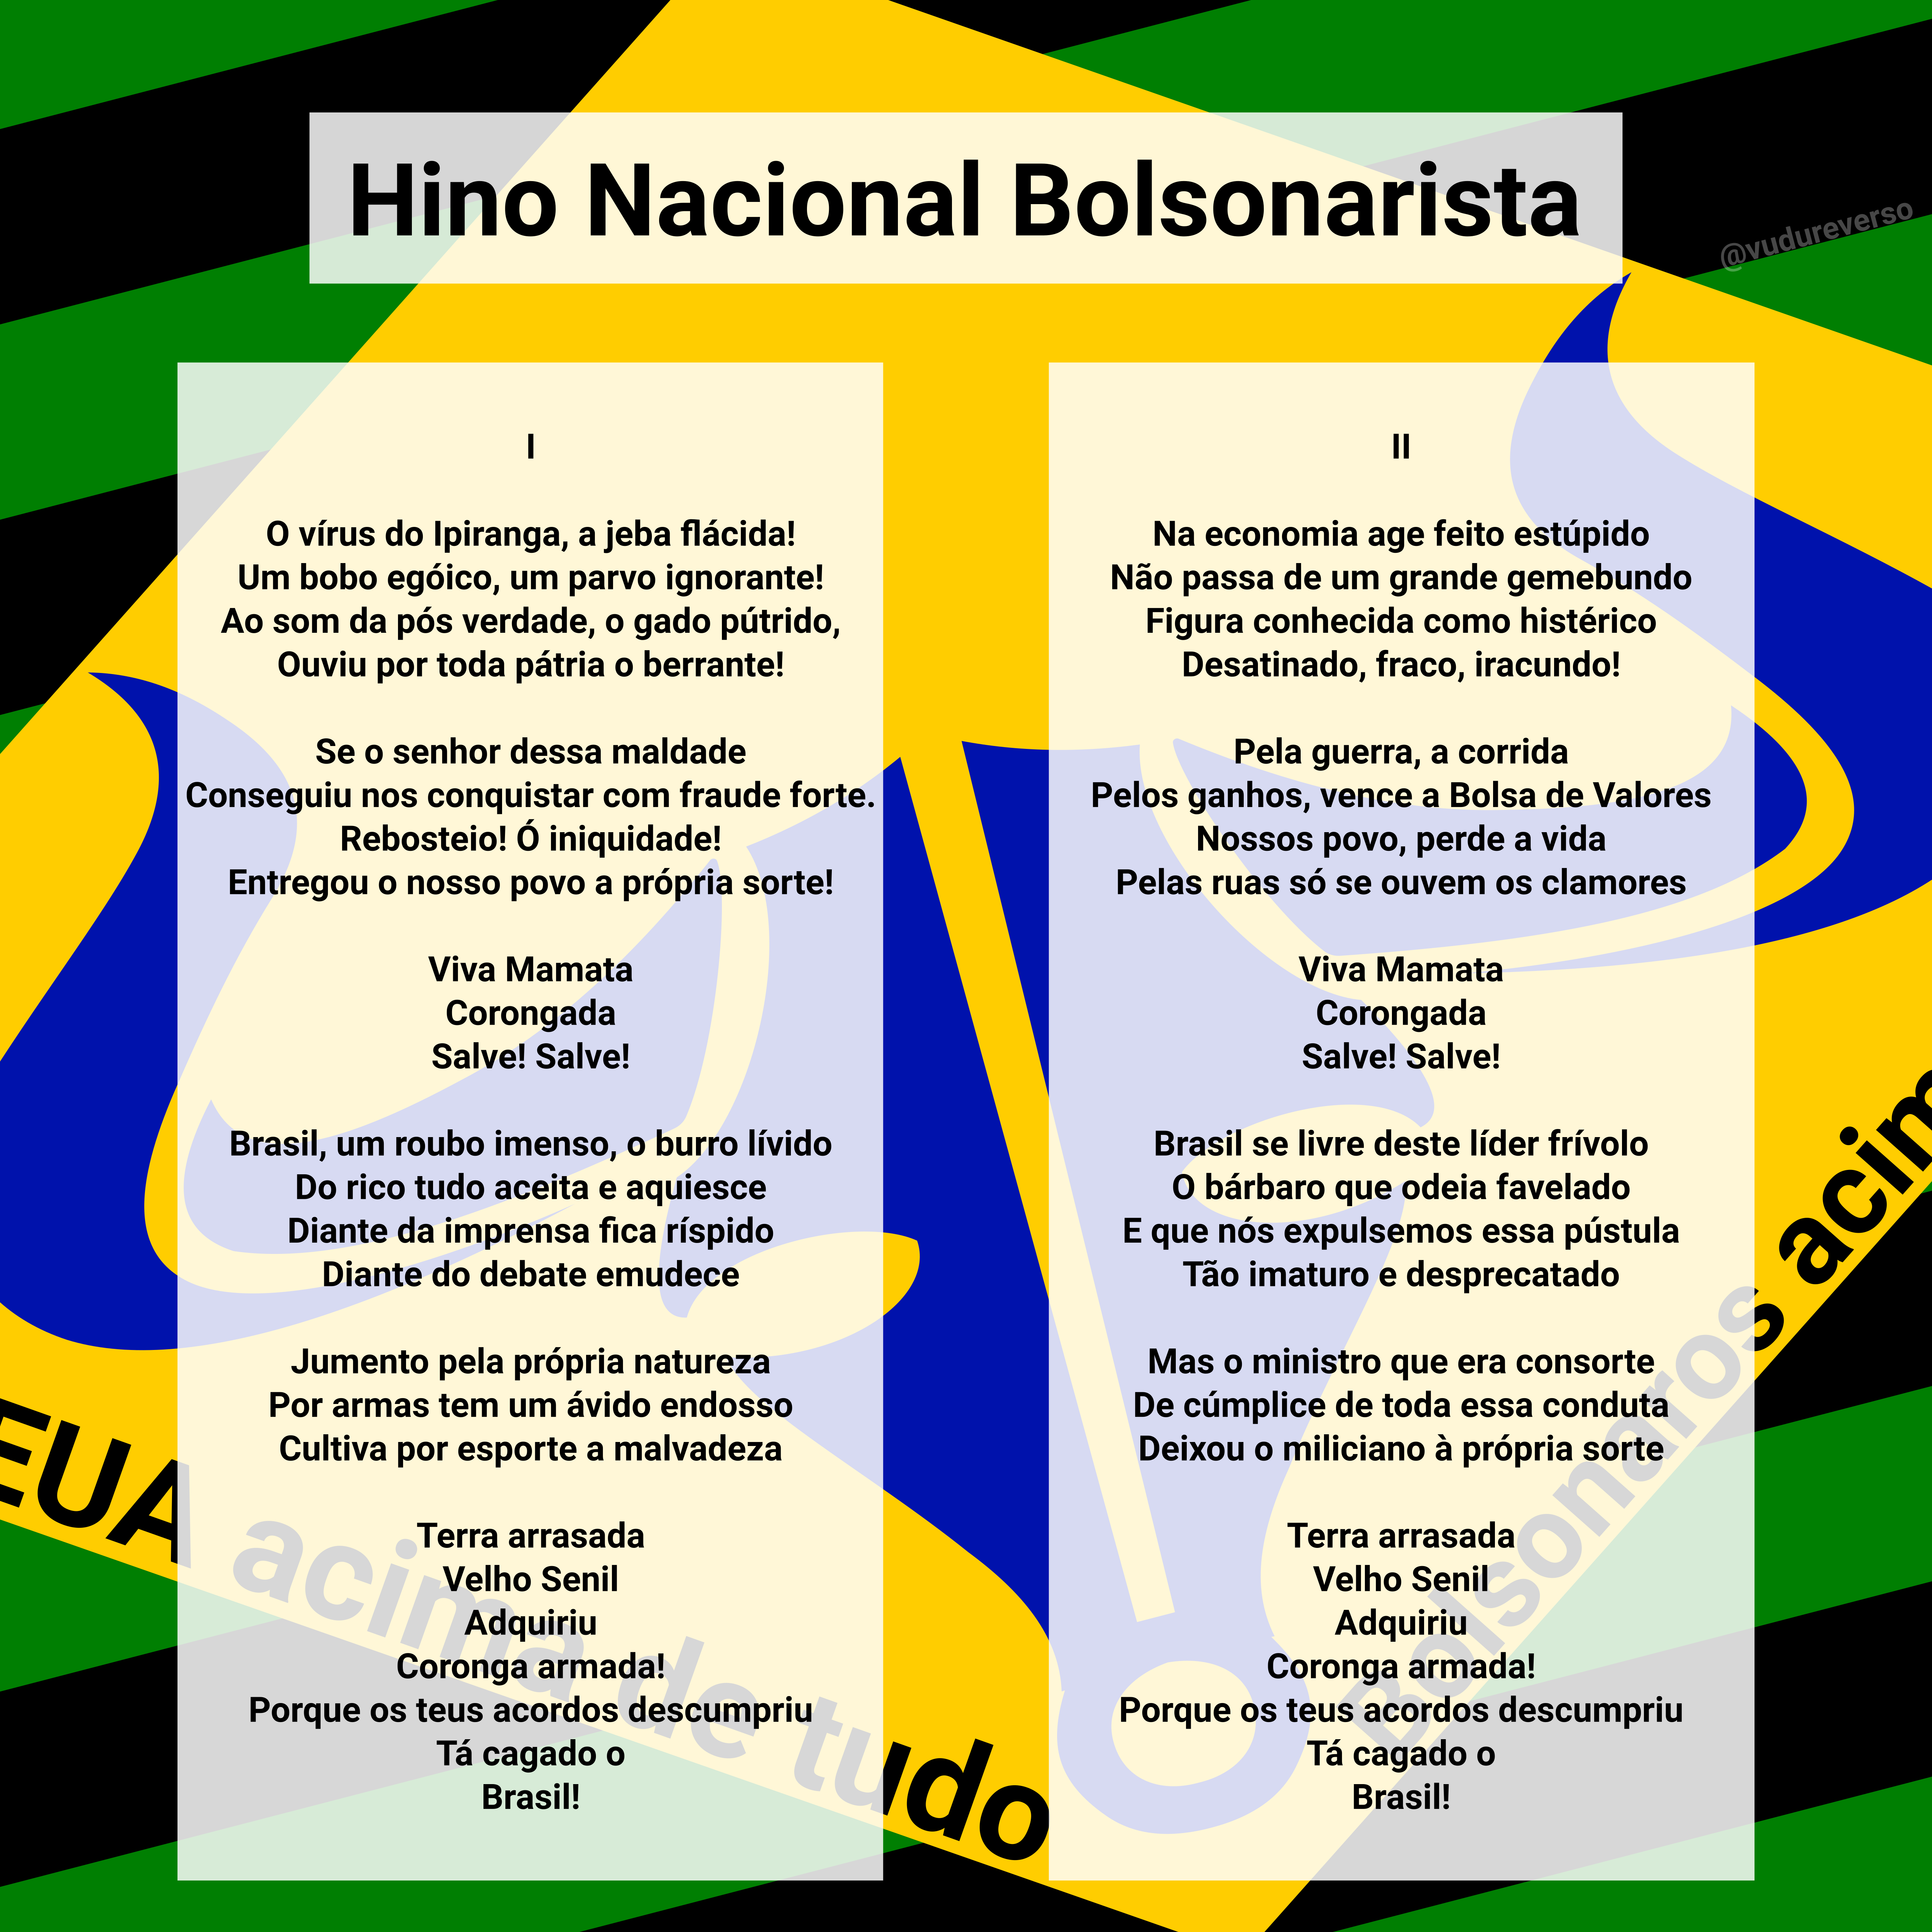 Hino Nacional Bolsonarista
@vudureverso
I
O vírus do Ipiranga, a jeba flácida!
Um bobo egóico, um parvo ignorante!
Ao som da pós verdade, o gado pútrido,
Ouviu por toda pátria o berrante!
Se o senhor dessa maldade
Conseguiu nos conquistar com fraude forte.
Rebosteio! Ó iniquidade!
Entregou o nosso povo a própria sorte!
Viva Mamata
Corongada
Salve! Salve!
Brasil, um roubo imenso, o burro lívido
Do rico tudo aceita e aquiesce
Diante da imprensa fica ríspido
Diante do debate emudece
Jumento pela própria natureza
Por armas tem um ávido endosso
Cultiva por esporte a malvadeza
Terra arrasada
Velho Senil
Adquiriu
Coronga armada!
Porque os teus acordos descumpriu
Tá cagado o
Brasil!
II
Na economia age feito estúpido
Não passa de um grande gemebundo
Figura conhecida como histérico
Desatinado, fraco, iracundo!
Pela guerra, a corrida
Pelos ganhos, vence a Bolsa de Valores
Nossos povo, perde a vida
Pelas ruas só se ouvem os clamores
Viva Mamata
Corongada
Salve! Salve!
Brasil se livre deste líder frívolo
O bárbaro que odeia favelado
E que nós expulsemos essa pústula
Tão imaturo e desprecatado
Mas o ministro que era consorte
De cúmplice de toda essa conduta
Deixou o miliciano à própria sorte
Terra arrasada
Velho Senil
Adquiriu
Coronga armada!
Porque os teus acordos descumpriu
Tá cagado o
Brasil!
EUA acima de tudo
Bolsonaros acim